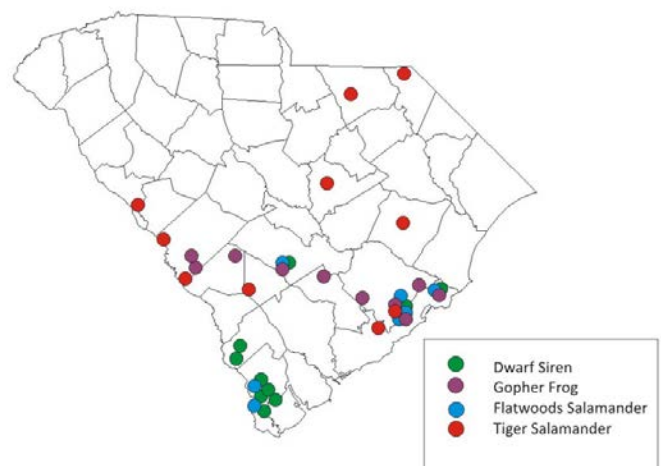 Dwarf Siren
Gopher Frog
Flatwoods Salamander
Tiger Salamander